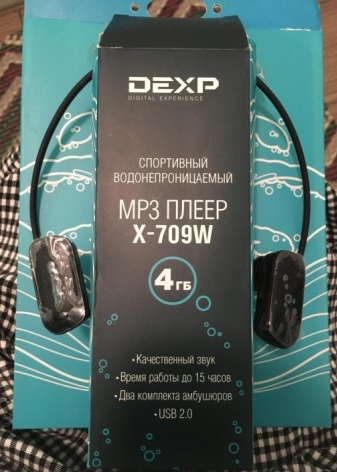 DEXP
DIGITAL EXPERIENCE
СПОРТИВНЫЙ
ВОДОНЕПРОНИЦАЕМЫЙ
MP3 ПЛЕЕР
X-709W
4 ГБ
•Качественный звук
•Время работы до 15 часов
•Два комплекта амбушюров
•USB 2.0